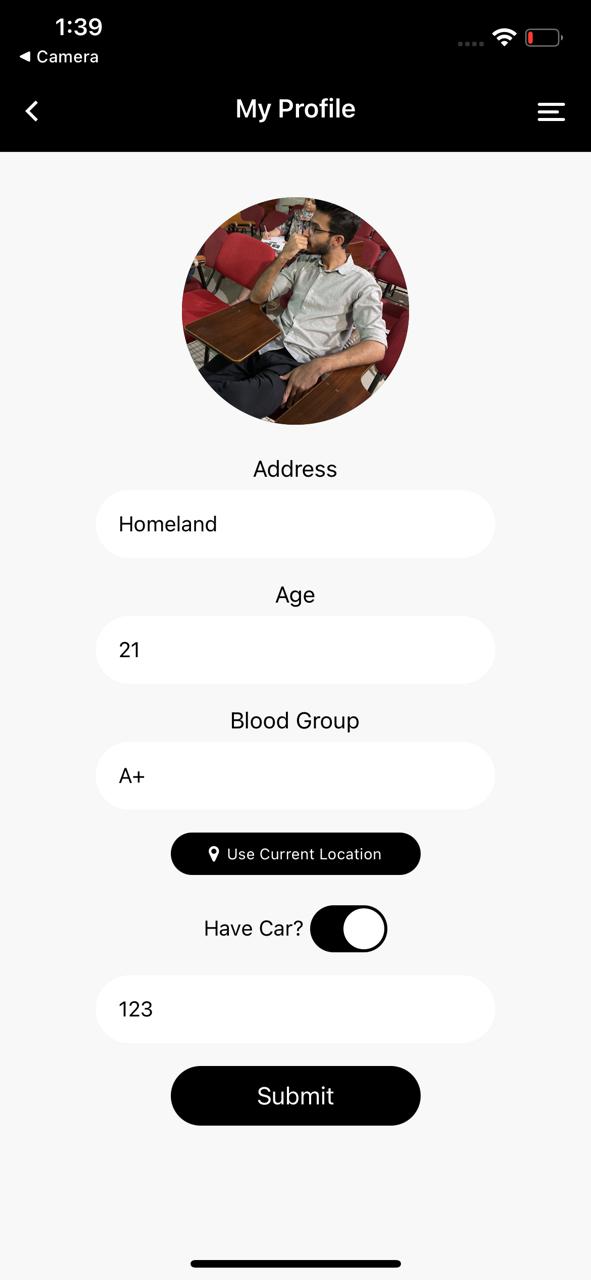 1:39
◀ Camera
My Profile
Address
Homeland
Age
21
Blood Group
A+
Use Current Location
Have Car?
123
Submit